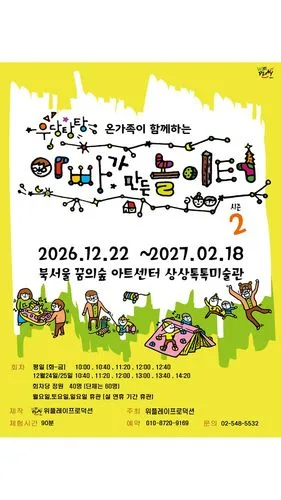 우당탕탕 온가족이 함께하는
아빠가 만든 놀이터
시즌 2
2026.12.22 ~2027.02.18
북서울 꿈의숲 아트센터 상상톡톡미술관
회차 평일 (화~금) 10:00 , 10:40 , 11:20 , 12:00 , 12:40
12월24일/25일 10:40 , 11:20 , 12:00 , 13:00 , 13:40 , 14:20
회차당 정원 40명 (단체는 60명)
월요일,토요일,일요일 휴관 (설 연휴 기간 휴관)
제작 위플레이프로덕션 주최 위플레이프로덕션
체험시간 90분 예약 010-8720-9169 문의 02-548-5532